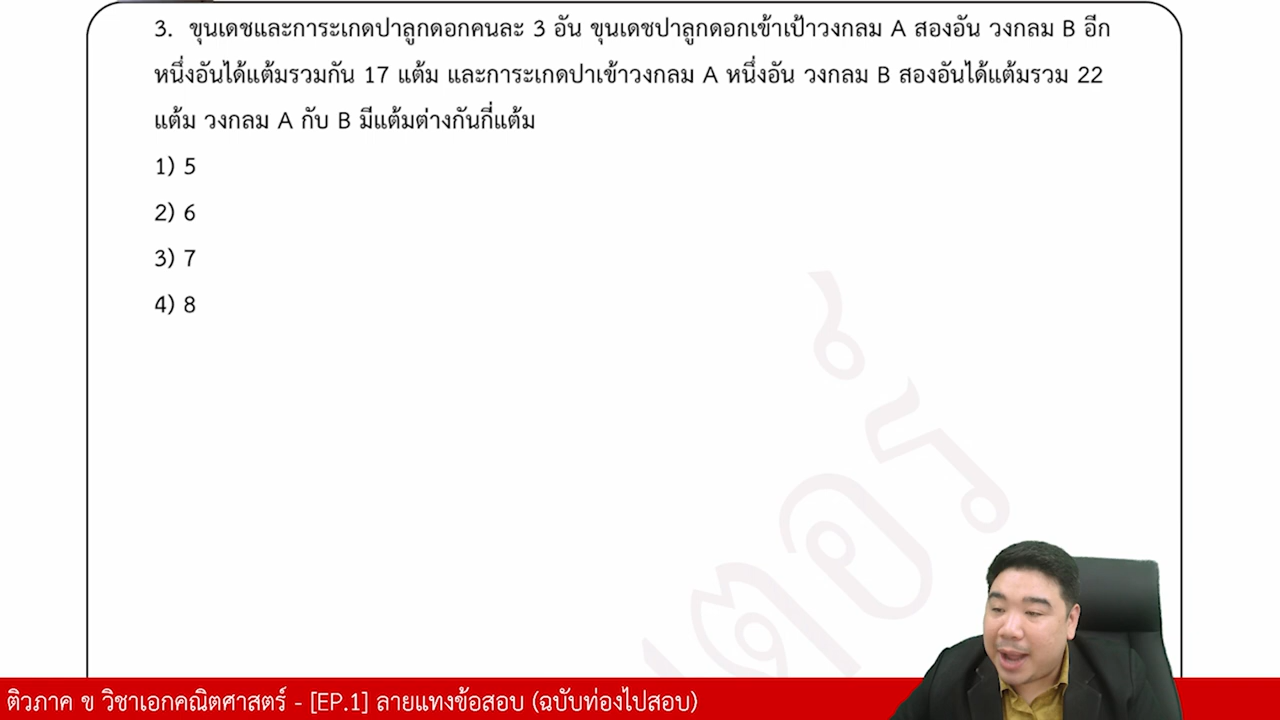 3. ขุนเดชและการะเกดปาลูกดอกคนละ 3 อัน ขุนเดชปาลูกดอกเข้าเป้าวงกลม A สองอัน วงกลม B อีก
หนึ่งอันได้แต้มรวมกัน 17 แต้ม และการะเกดปาเข้าวงกลม A หนึ่งอัน วงกลม B สองอันได้แต้มรวม 22
แต้ม วงกลม A กับ B มีแต้มต่างกันกี่แต้ม
1) 5
2) 6
3) 7
4) 8
ติวภาค ข วิชาเอกคณิตศาสตร์ - [EP.1] ลายแทงข้อสอบ (ฉบับท่องไปสอบ)